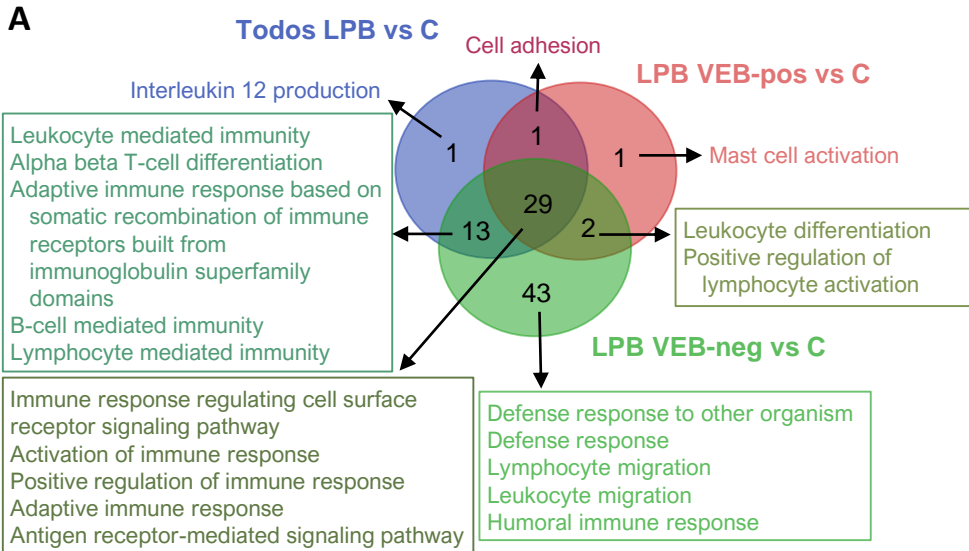 A
Todos LPB vs C
Cell adhesion
LPB VEB-pos vs C
Interleukin 12 production
1
1
1
Mast cell activation
Leukocyte mediated immunity
Alpha beta T-cell differentiation
Adaptive immune response based on
somatic recombination of immune
receptors built from
immunoglobulin superfamily
domains
B-cell mediated immunity
Lymphocyte mediated immunity
29
13
2
Leukocyte differentiation
Positive regulation of
lymphocyte activation
43
LPB VEB-neg vs C
Immune response regulating cell surface
receptor signaling pathway
Activation of immune response
Positive regulation of immune response
Adaptive immune response
Antigen receptor-mediated signaling pathway
Defense response to other organism
Defense response
Lymphocyte migration
Leukocyte migration
Humoral immune response